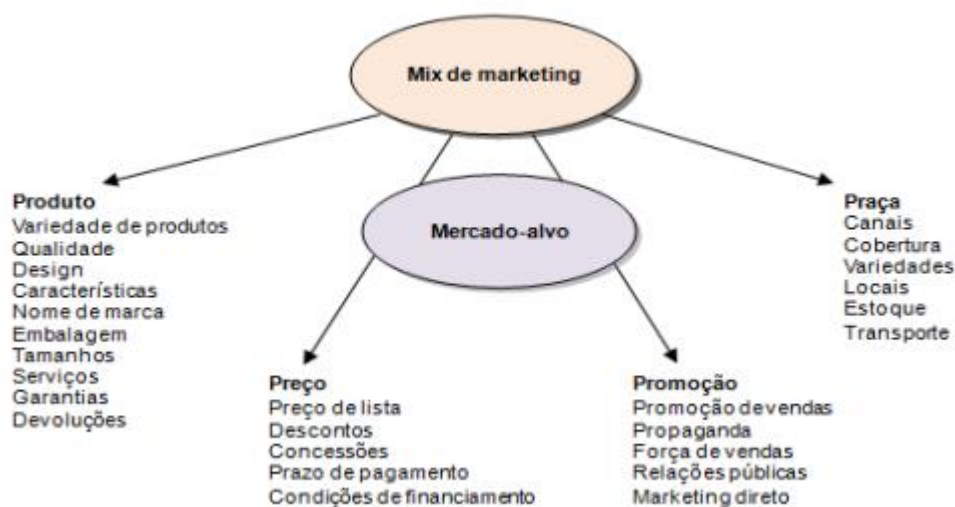 Mix de marketing
Mercado-alvo
Produto
Variedade de produtos
Qualidade
Design
Características
Nome de marca
Embalagem
Tamanhos
Serviços
Garantias
Devoluções
Preço
Preço de lista
Descontos
Concessões
Prazo de pagamento
Condições de financiamento
Promoção
Promoção de vendas
Propaganda
Força de vendas
Relações públicas
Marketing direto
Praça
Canais
Cobertura
Variedades
Locais
Estoque
Transporte